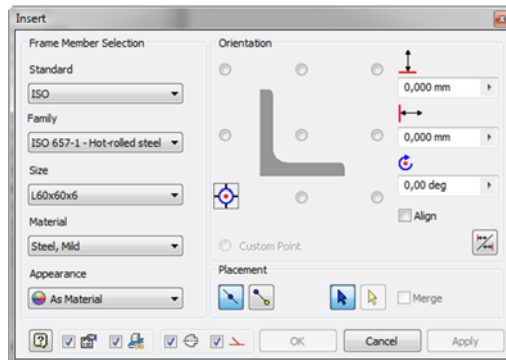 Insert
Frame Member Selection
Standard
ISO
Family
ISO 657-1 - Hot-rolled steel
Size
L60x60x6
Material
Steel, Mild
Appearance
As Material
Orientation
0,000 mm
0,000 mm
0,00 deg
Align
Custom Point
Placement
Merge
?
OK
Cancel
Apply